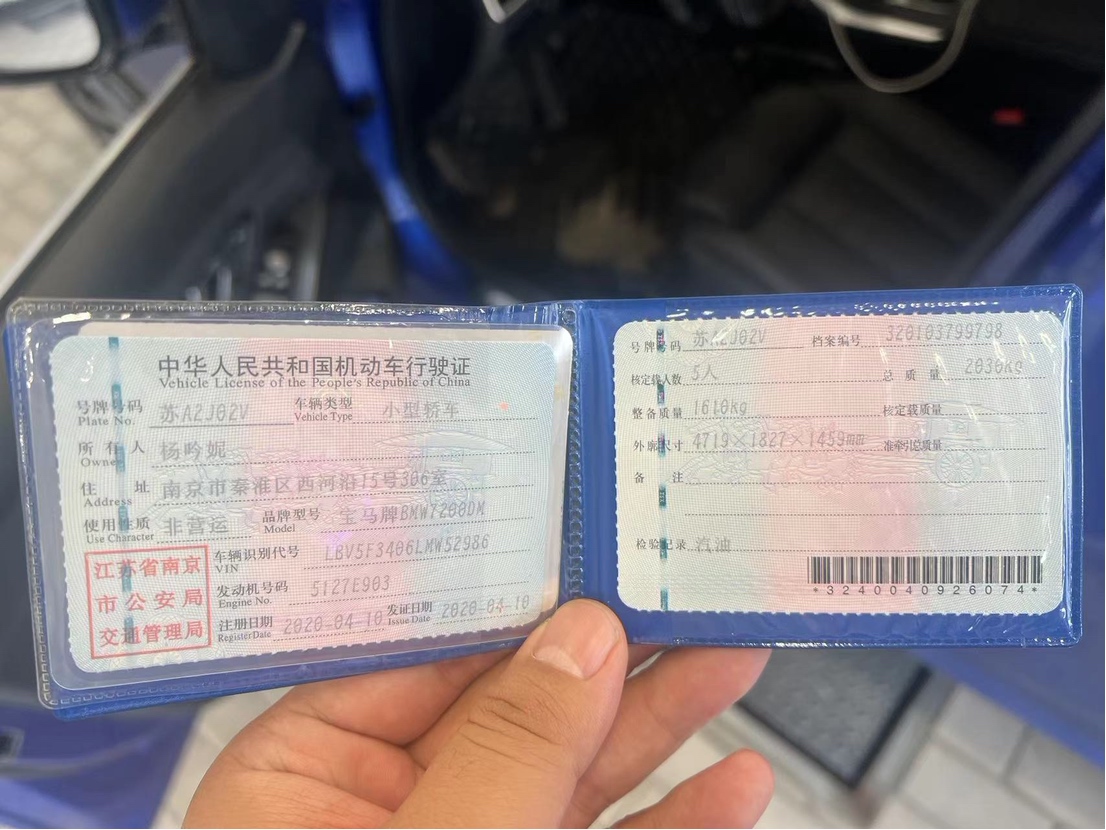 中华人民共和国机动车行驶证
Vehicle License of the People's Republic of China
号牌号码 苏A2J02V 车辆类型 小型轿车
Plate No. Vehicle Type
所有人 杨吟妮
Owner
住址 南京市秦淮区西河沿15号306室
Address
使用性质 非营运 品牌型号 宝马牌BMW7200DM
Use Character Model
江苏省南京
市公安局
交通管理局
车辆识别代号 LBV5F3406LMW52986
VIN
发动机号码 5127E903
Engine No.
注册日期 2020-04-10 发证日期 2020-04-10
Register Date Issue Date
号牌号码 苏A2J02V 档案编号 320103799798
核定载人数 5人 总质量 2030kg
整备质量 1610kg 核定载质量
外廓尺寸 4719×1827×1459mm 准牵引总质量
备注
检验记录 汽油
*3240040926074*